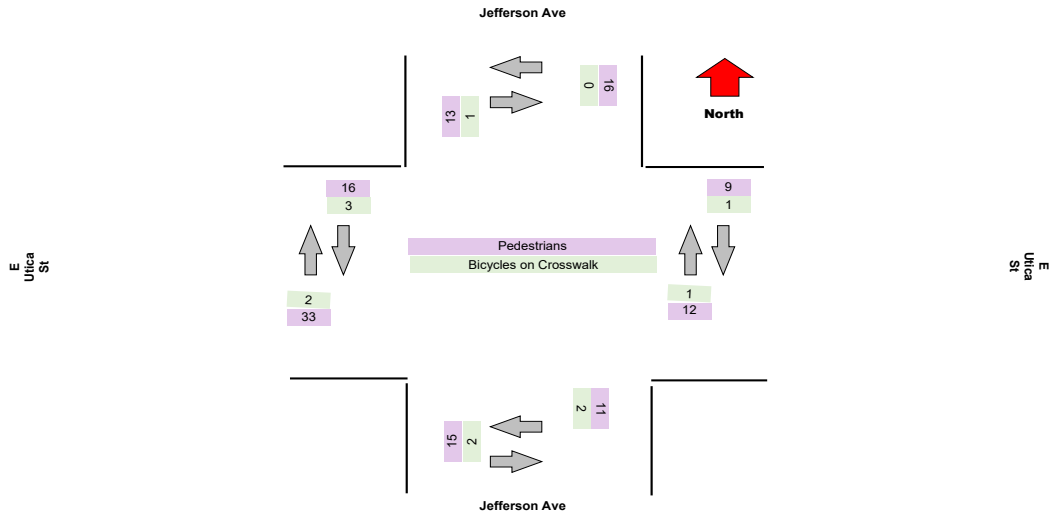 Jefferson Ave
0
16
13
1
North
16
3
9
1
E
Utica
St
Pedestrians
Bicycles on Crosswalk
E
Utica
St
2
33
1
12
2
11
15
2
Jefferson Ave